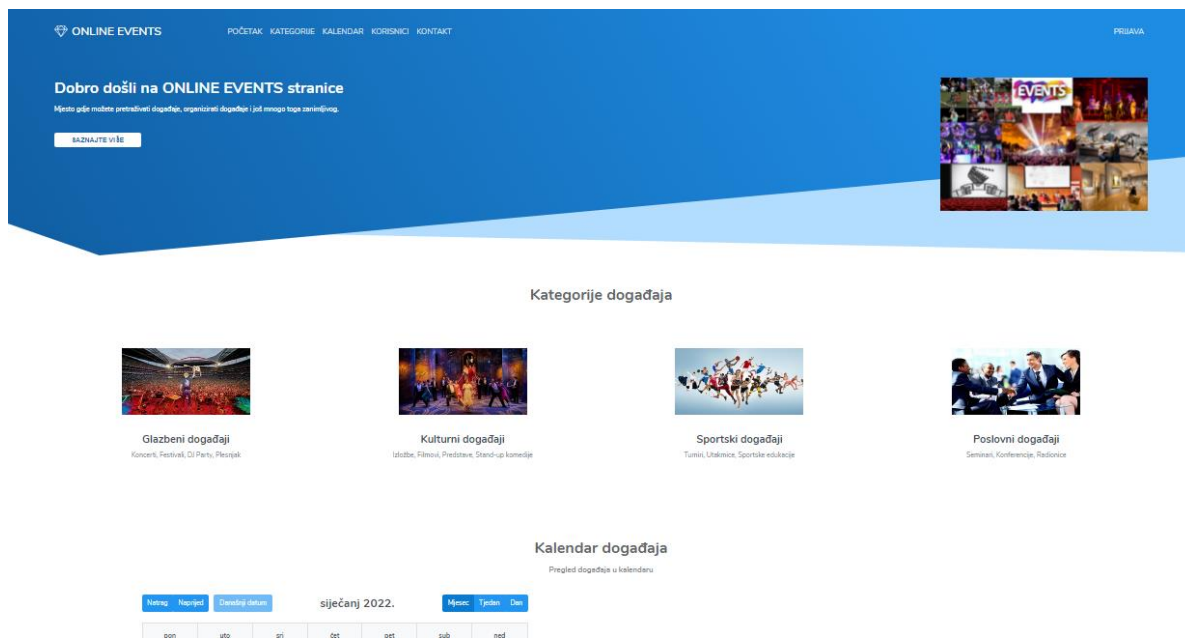 ONLINE EVENTS
POČETAK KATEGORIJE KALENDAR KORISNICI KONTAKT
PRIJAVA
Dobro došli na ONLINE EVENTS stranice
Mjesto gdje možete pretraživati događaje, organizirati događaje i još mnogo toga zanimljivog.
SAZNAJTE VIŠE
EVENTS
Kategorije događaja
Glazbeni događaji
Koncerti, Festivali, DJ Party, Plesnjak
Kulturni događaji
Izložbe, Filmovi, Predstave, Stand-up komedije
Sportski događaji
Turniri, Utakmice, Sportske edukacije
Poslovni događaji
Seminari, Konferencije, Radionice
Kalendar događaja
Pregled događaja u kalendaru
Natrag Naprijed Današnji datum siječanj 2022. Mjesec Tjedan Dan
pon uto sri čet pet sub ned